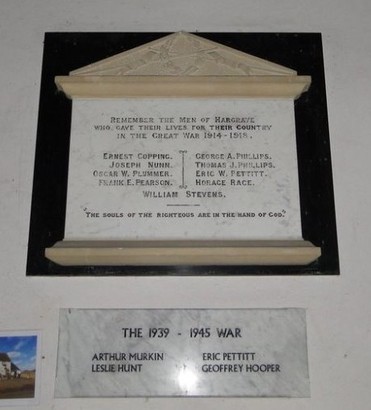 REMEMBER THE MEN OF HARGRAVE
WHO GAVE THEIR LIVES FOR THEIR COUNTRY
IN THE GREAT WAR 1914-1918.
ERNEST COPPING. GEORGE A. PHILLIPS.
JOSEPH NUNN. THOMAS J. PHILLIPS.
OSCAR W. PLUMMER. ERIC W. PETTITT.
FRANK E. PEARSON. HORACE RACE.
WILLIAM STEVENS.
THE SOULS OF THE RIGHTEOUS ARE IN THE HAND OF GOD.
THE 1939 - 1945 WAR
ARTHUR MURKIN ERIC PETTITT
LESLIE HUNT GEOFFREY HOOPER